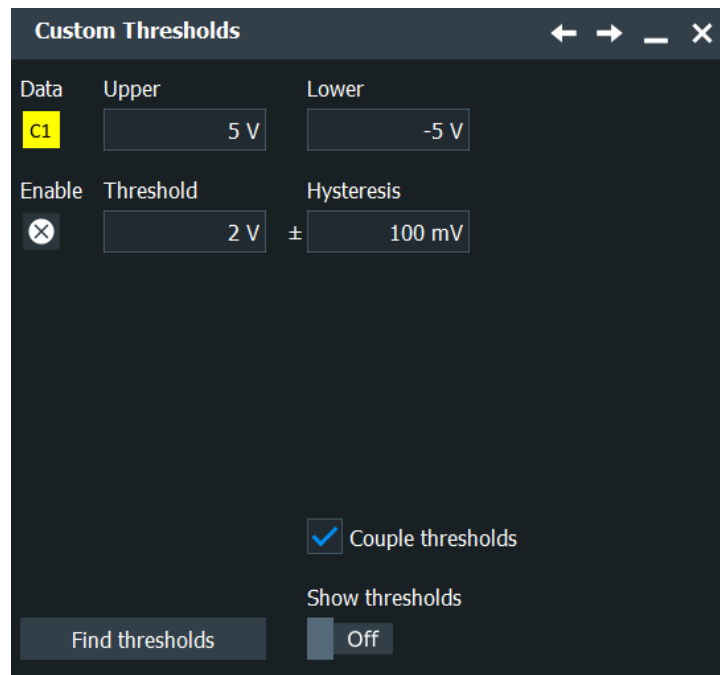 Custom Thresholds
Data Upper Lower
C1 5 V -5 V
Enable Threshold Hysteresis
2 V ± 100 mV
Couple thresholds
Show thresholds
Find thresholds Off